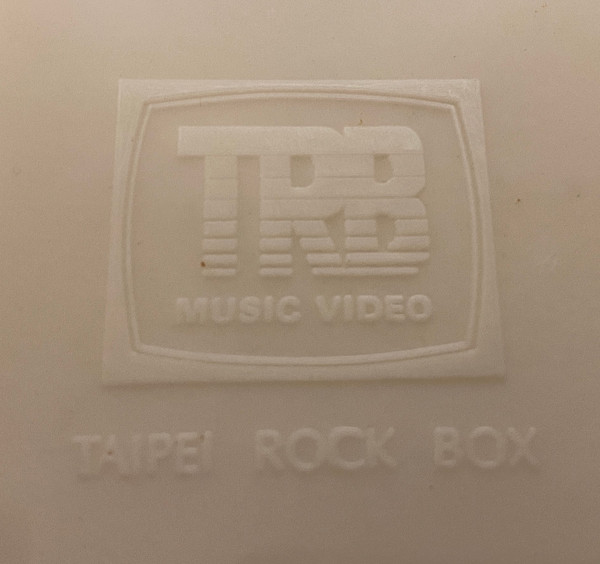 TRB
MUSIC VIDEO
TAIPEI ROCK BOX